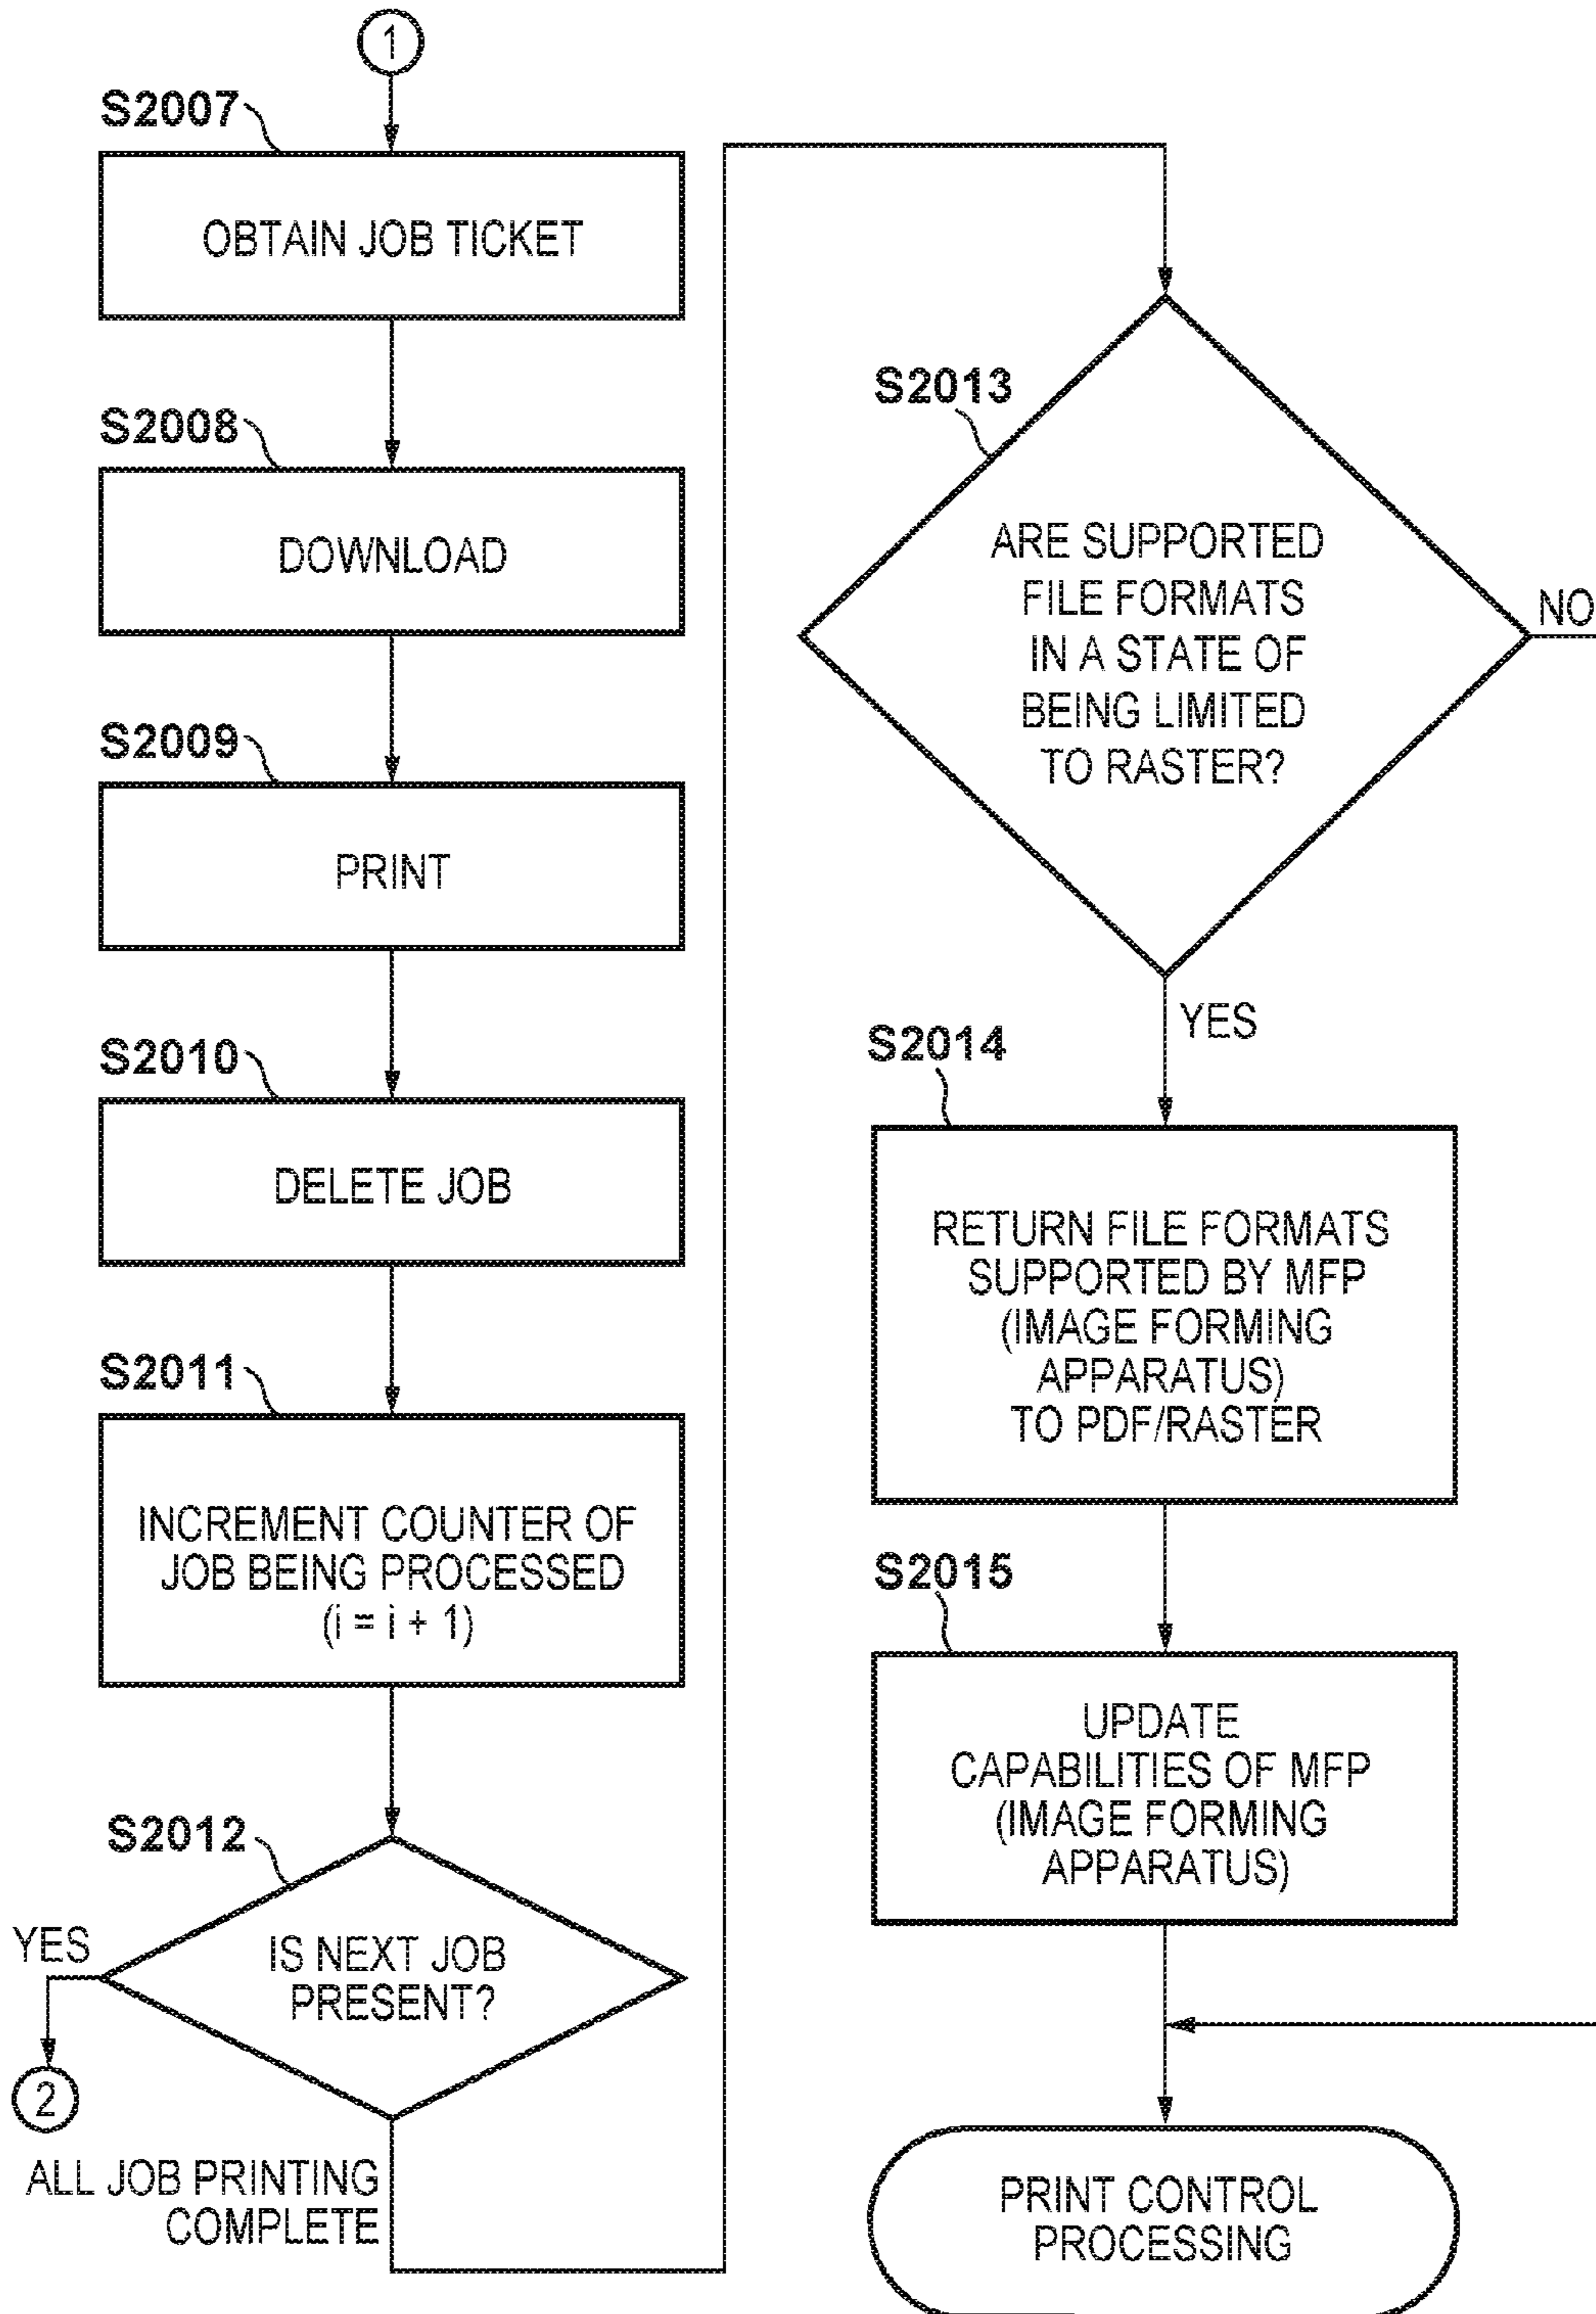 1
S2007
OBTAIN JOB TICKET
S2008
DOWNLOAD
S2009
PRINT
S2010
DELETE JOB
S2011
INCREMENT COUNTER OF
JOB BEING PROCESSED
(i = i + 1)
S2012
IS NEXT JOB
PRESENT?
YES
2
ALL JOB PRINTING
COMPLETE
S2013
ARE SUPPORTED
FILE FORMATS
IN A STATE OF
BEING LIMITED
TO RASTER?
NO
YES
S2014
RETURN FILE FORMATS
SUPPORTED BY MFP
(IMAGE FORMING
APPARATUS)
TO PDF/RASTER
S2015
UPDATE
CAPABILITIES OF MFP
(IMAGE FORMING
APPARATUS)
PRINT CONTROL
PROCESSING